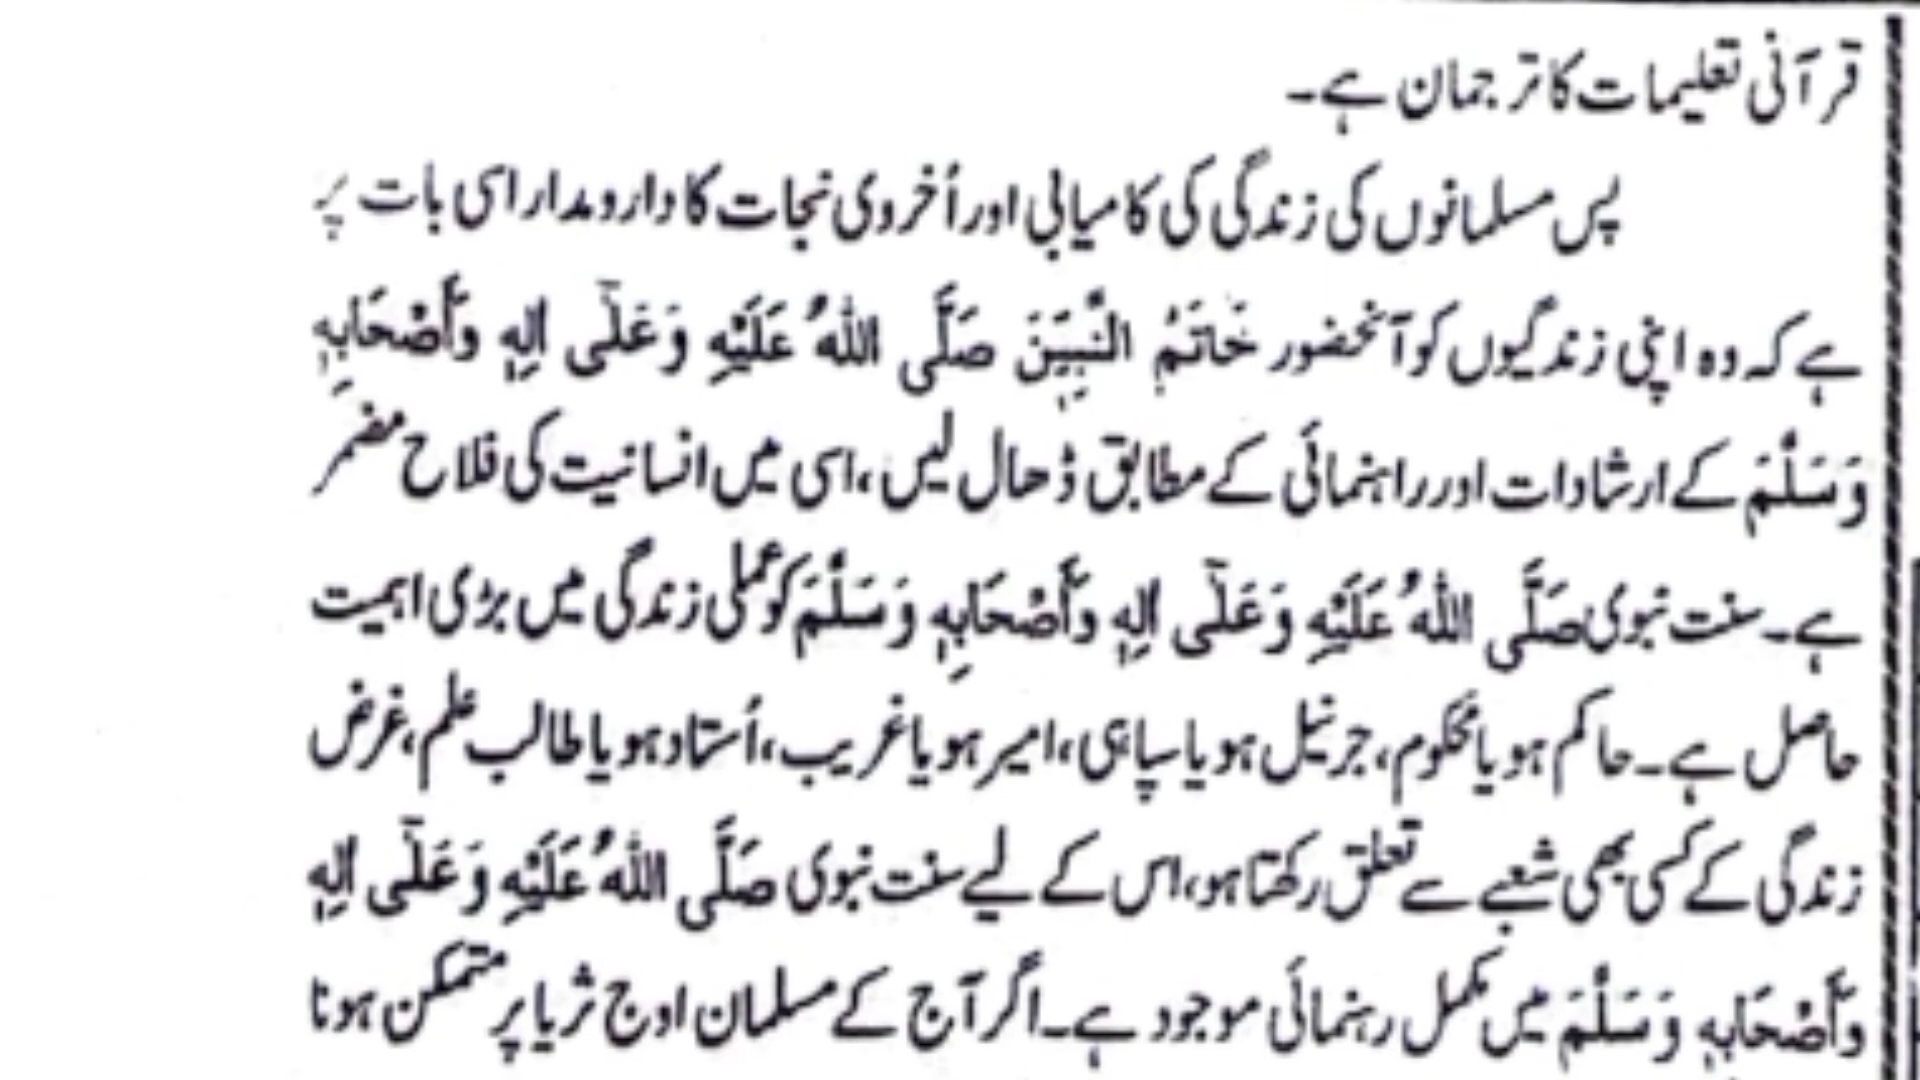 قرآنی تعلیمات کا ترجمان ہے۔
پس مسلمانوں کی زندگی کی کامیابی اور اُخروی نجات کا دارومدار اسی بات پر
ہے کہ وہ اپنی زندگیوں کو آنحضور خَاتَمُ النَّبِیّٖنَ صَلَّی اللہُ عَلَیْہِ وَعَلٰٓی اٰلِہٖ وَأَصْحَابِہٖ
وَسَلَّمَ کے ارشادات اور راہنمائی کے مطابق ڈھال لیں، اسی میں انسانیت کی فلاح مضمر
ہے۔ سنت نبوی صَلَّی اللہُ عَلَیْہِ وَعَلٰٓی اٰلِہٖ وَأَصْحَابِہٖ وَسَلَّمَ کو عملی زندگی میں بڑی اہمیت
حاصل ہے۔ حاکم ہو یا محکوم، جرنیل ہو یا سپاہی، امیر ہو یا غریب، اُستاد ہو یا طالب علم، غرض
زندگی کے کسی بھی شعبے سے تعلق رکھتا ہو، اس کے لیے سنت نبوی صَلَّی اللہُ عَلَیْہِ وَعَلٰٓی اٰلِہٖ
وَأَصْحَابِہٖ وَسَلَّمَ میں مکمل رہنمائی موجود ہے۔ اگر آج کے مسلمان اوج ثریا پر متمکن ہونا